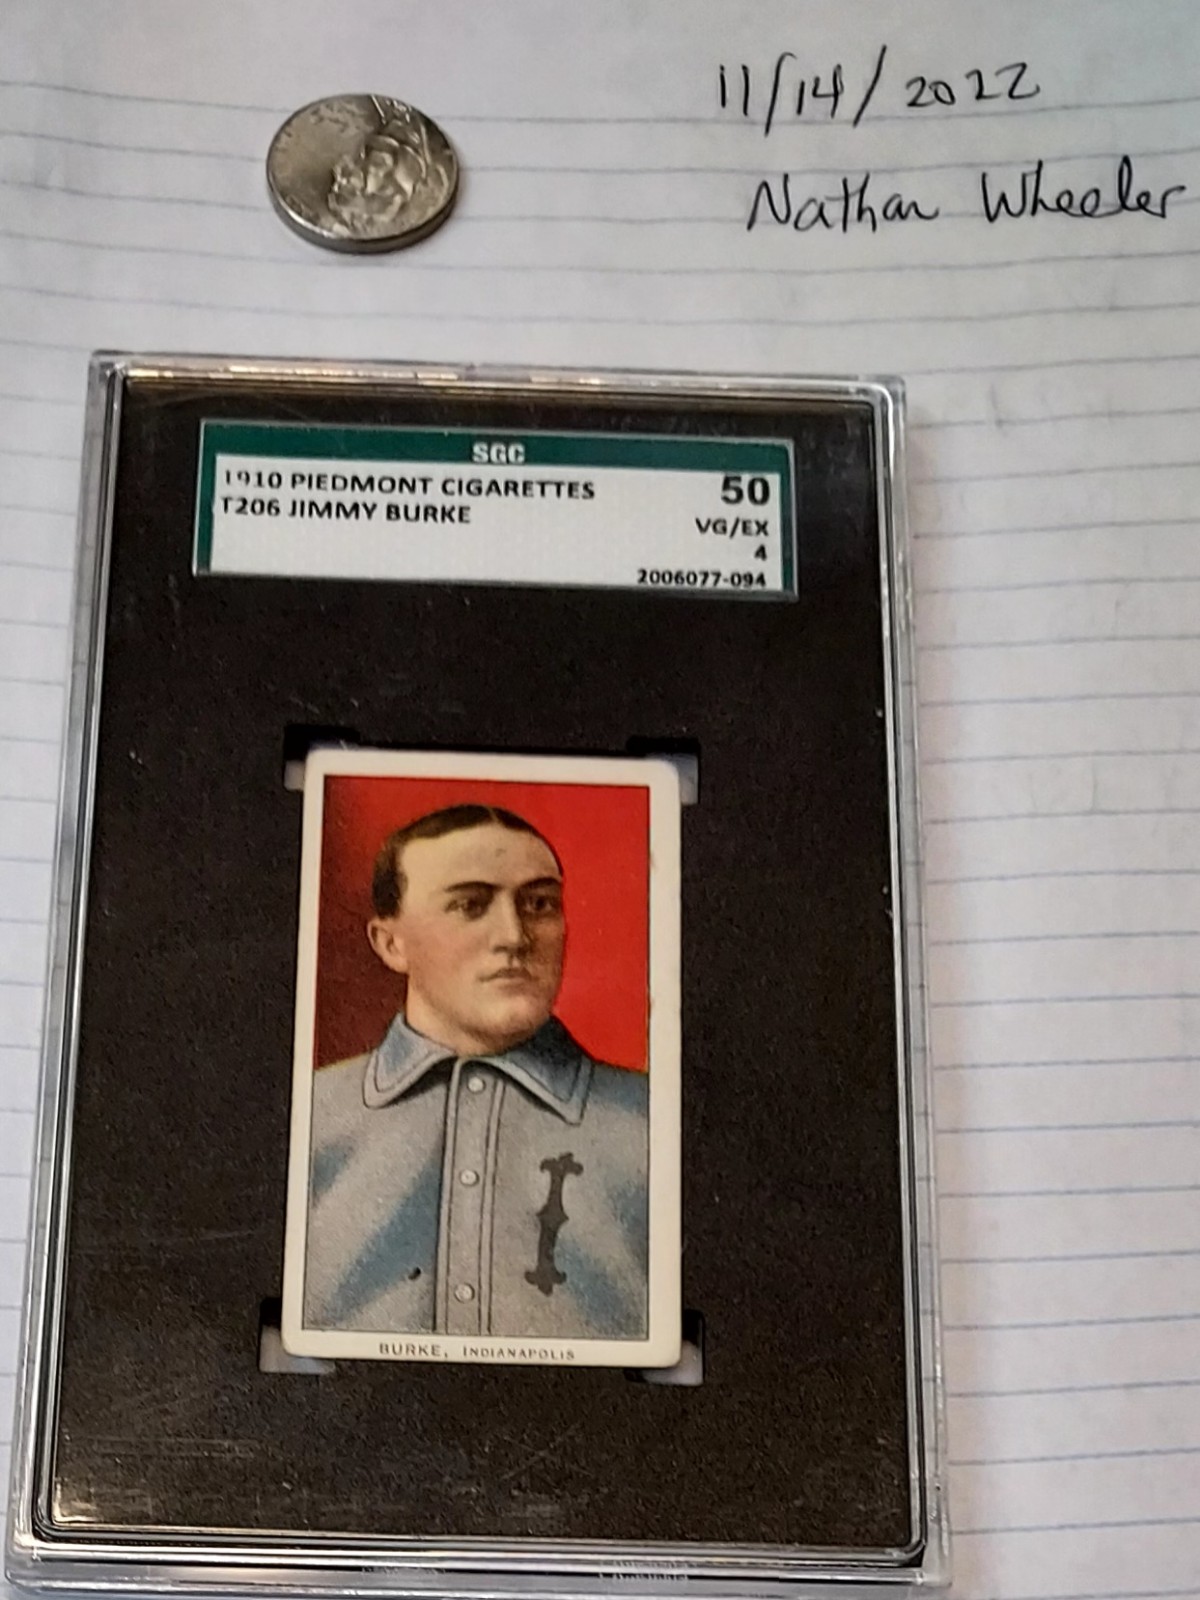 11/14/2022
Nathan Wheeler
SGC
1910 PIEDMONT CIGARETTES 50
T206 JIMMY BURKE VG/EX
4
2006077-094
I
BURKE, INDIANAPOLIS